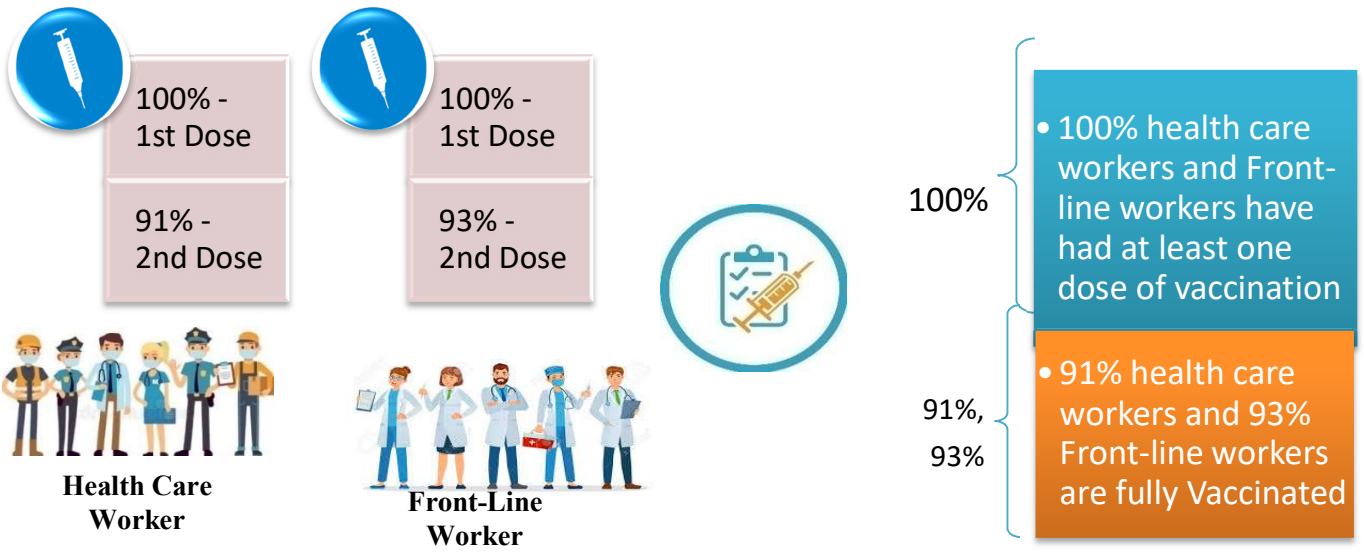 100% -
1st Dose
91% -
2nd Dose
Health Care
Worker
100% -
1st Dose
93% -
2nd Dose
Front-Line
Worker
100%
• 100% health care
workers and Front-
line workers have
had at least one
dose of vaccination
91%,
93%
• 91% health care
workers and 93%
Front-line workers
are fully Vaccinated